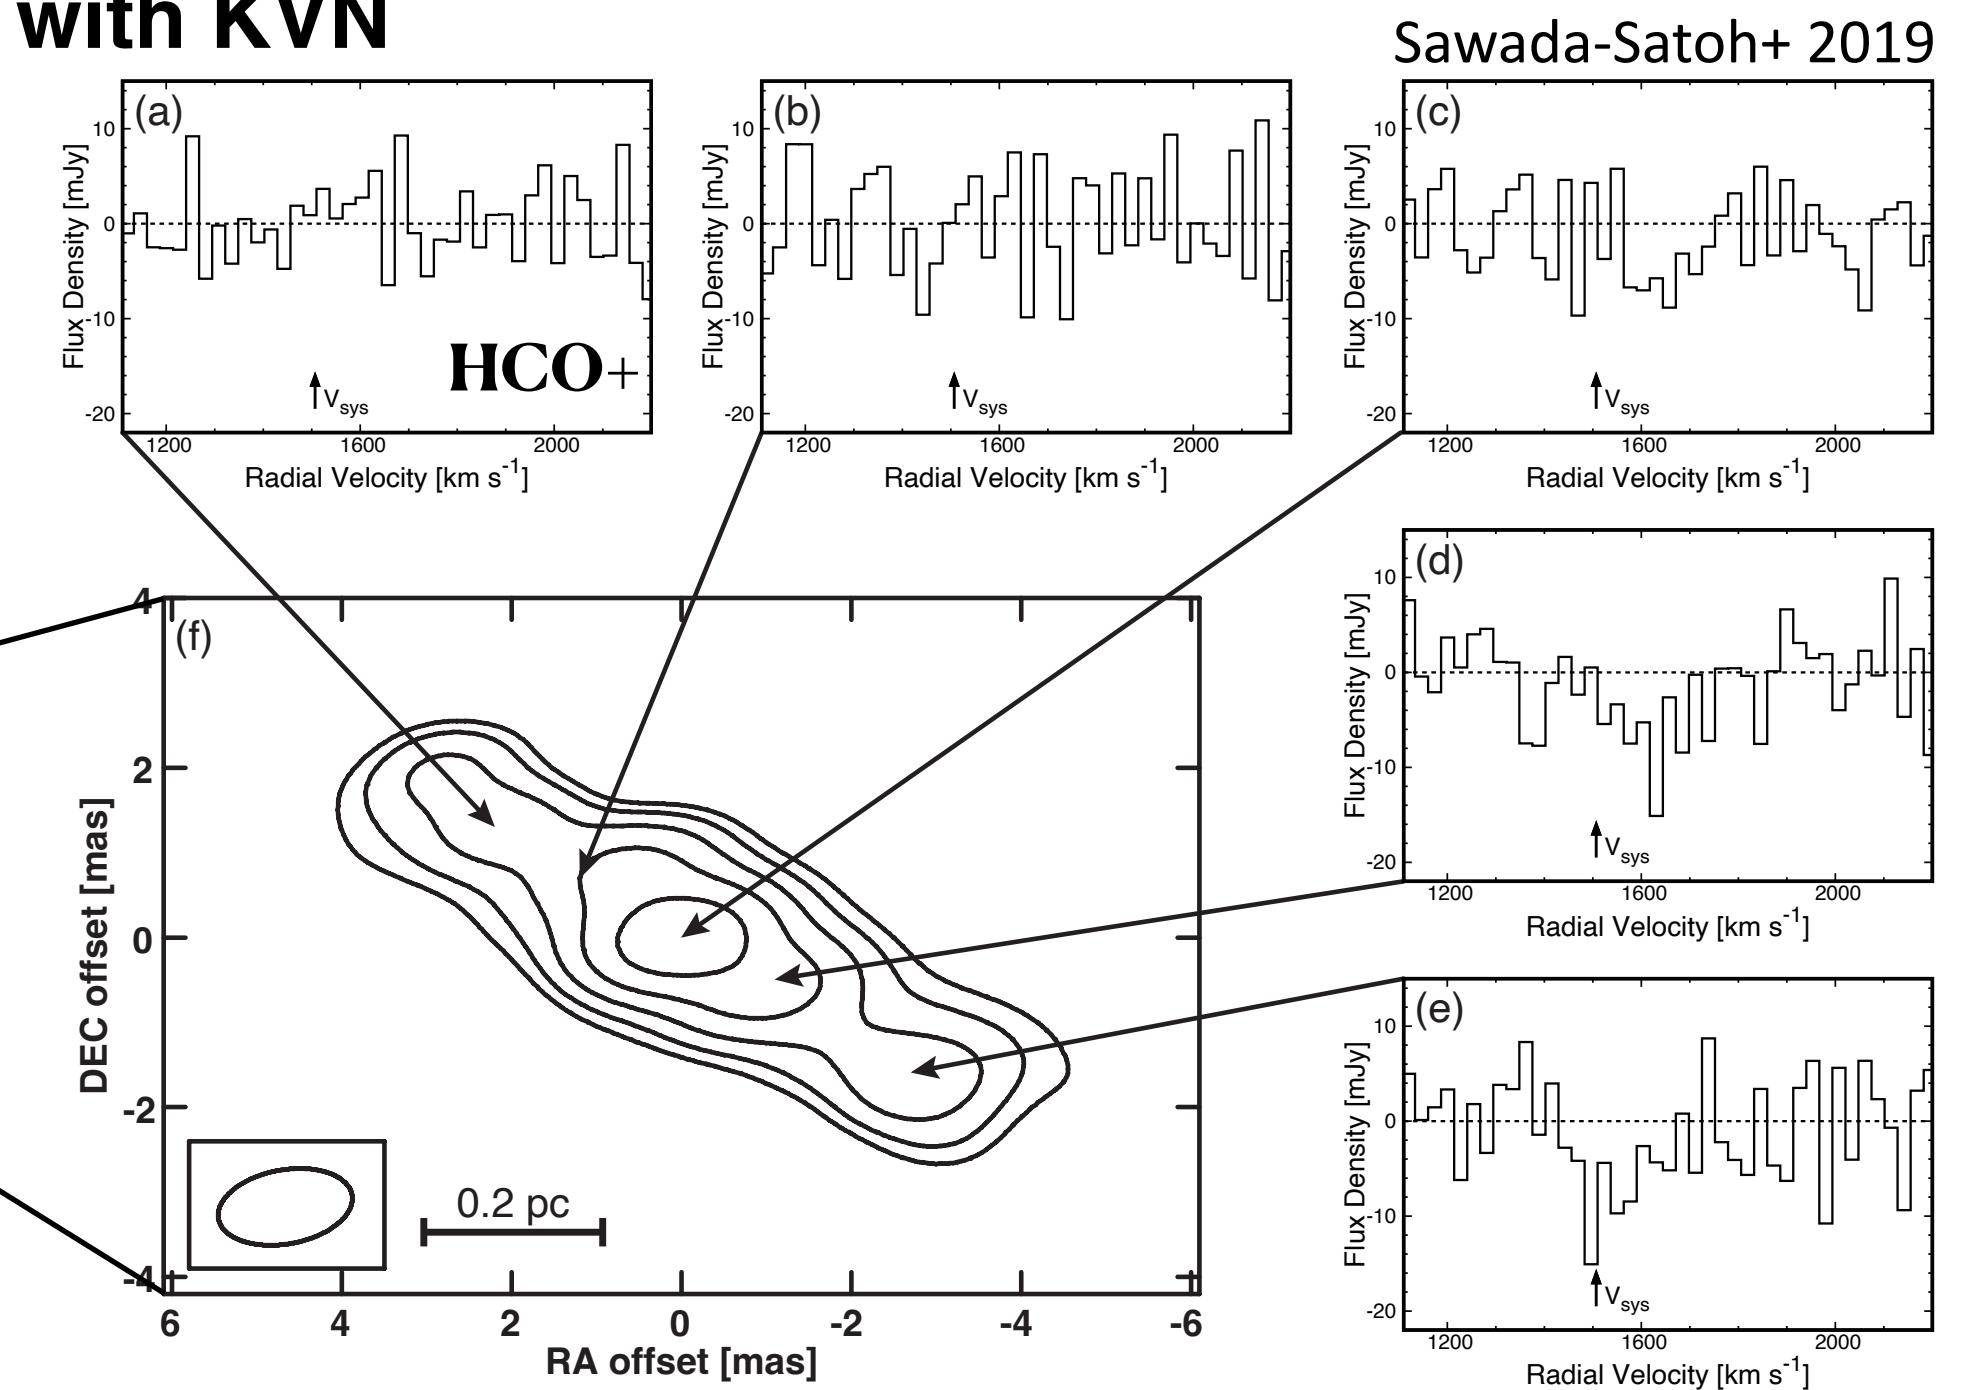 with KVN
Sawada-Satoh+ 2019
(a)
10
0
-10
-20
Flux Density [mJy]
HCO+
Vsys
1200 1600 2000
Radial Velocity [km s-1]
(b)
10
0
-10
-20
Flux Density [mJy]
Vsys
1200 1600 2000
Radial Velocity [km s-1]
(c)
10
0
-10
-20
Flux Density [mJy]
Vsys
1200 1600 2000
Radial Velocity [km s-1]
(d)
10
0
-10
-20
Flux Density [mJy]
Vsys
1200 1600 2000
Radial Velocity [km s-1]
(e)
10
0
-10
-20
Flux Density [mJy]
Vsys
1200 1600 2000
Radial Velocity [km s-1]
(f)
4
2
0
-2
-4
DEC offset [mas]
0.2 pc
6 4 2 0 -2 -4 -6
RA offset [mas]